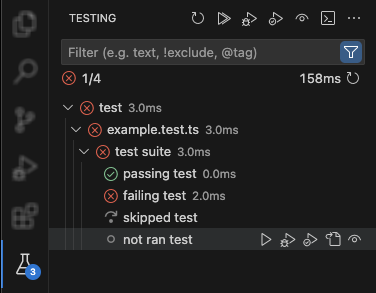 TESTING
Filter (e.g. text, !exclude, @tag)
1/4 158ms
test 3.0ms
example.test.ts 3.0ms
test suite 3.0ms
passing test 0.0ms
failing test 2.0ms
skipped test
not ran test
3